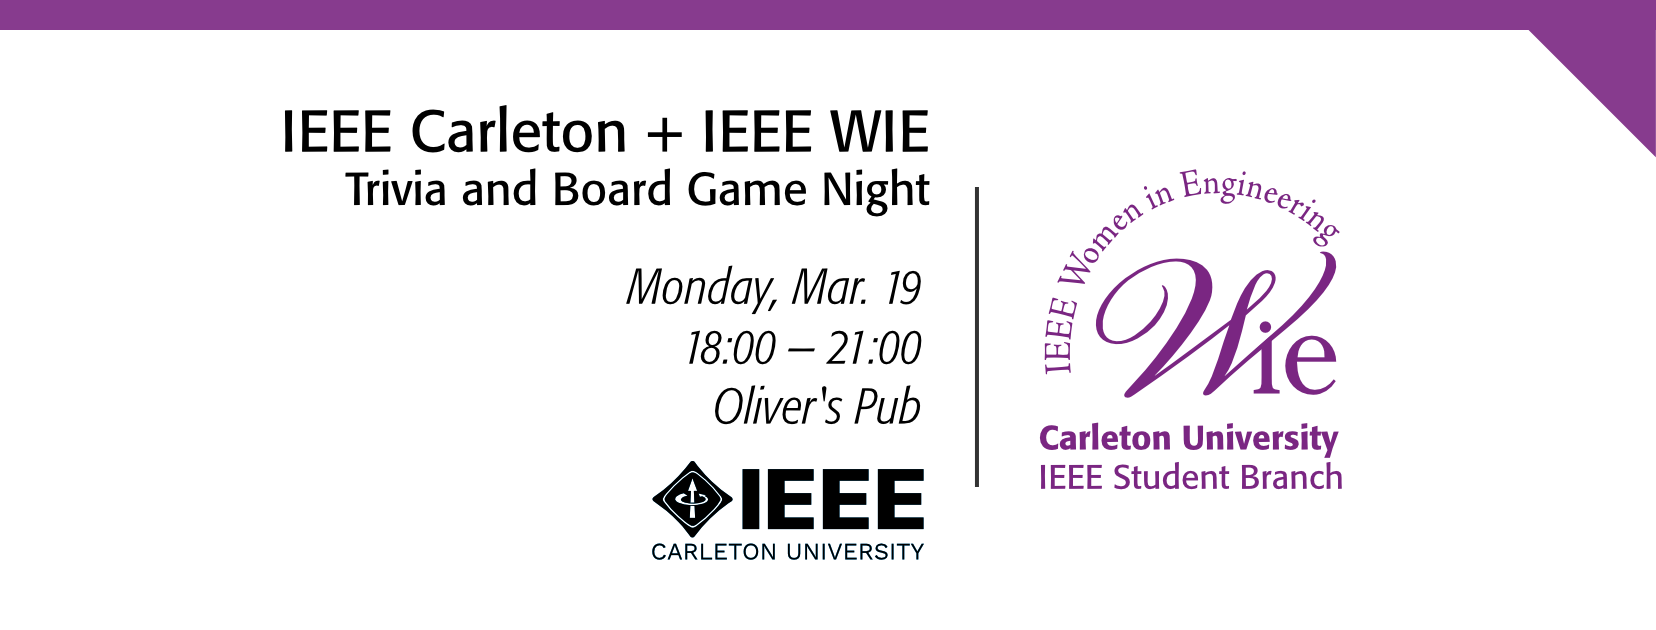 IEEE Carleton + IEEE WIE
Trivia and Board Game Night
Monday, Mar. 19
18:00 – 21:00
Oliver's Pub
IEEE
CARLETON UNIVERSITY
IEEE Women in Engineering
Wie
Carleton University
IEEE Student Branch